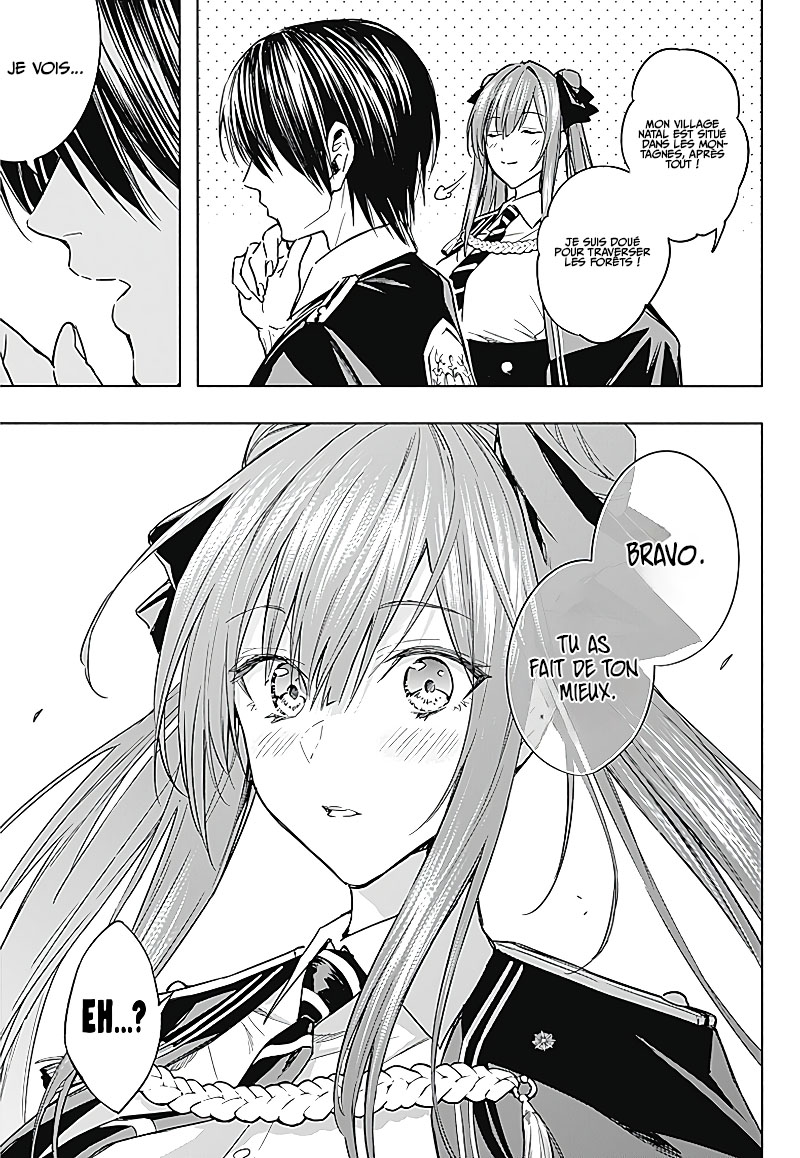 MON VILLAGE
NATAL EST SITUÉ
DANS LES MON-
TAGNES, APRÈS
TOUT !
JE SUIS DOUÉ
POUR TRAVERSER
LES FORÊTS !
JE VOIS...
BRAVO.
TU AS
FAIT DE TON
MIEUX.
EH...?